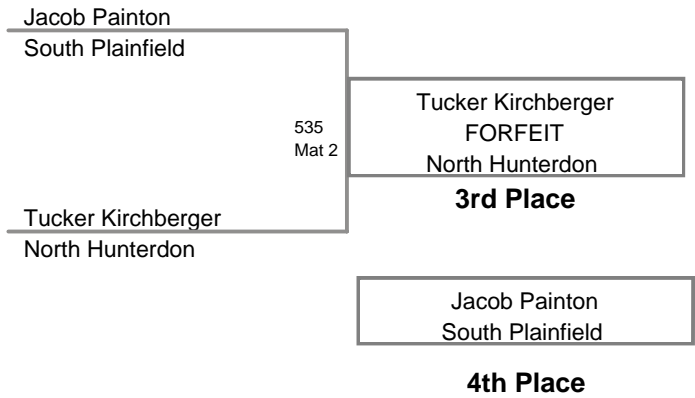 Jacob Painton
South Plainfield
535
Mat 2
Tucker Kirchberger
FORFEIT
North Hunterdon
3rd Place
Tucker Kirchberger
North Hunterdon
Jacob Painton
South Plainfield
4th Place